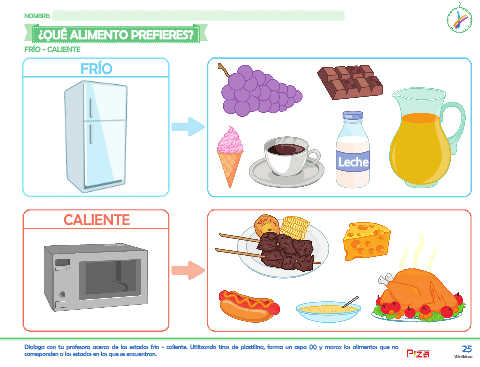 NOMBRE:
¿QUÉ ALIMENTO PREFIERES?
FRÍO - CALIENTE
FRÍO
Leche
CALIENTE
Dialoga con tu profesora acerca de los estados frío - caliente. Utilizando tiras de plastilina, forma un aspa (X) y marca los alimentos que no
corresponden a los estados en los que se encuentran.
25